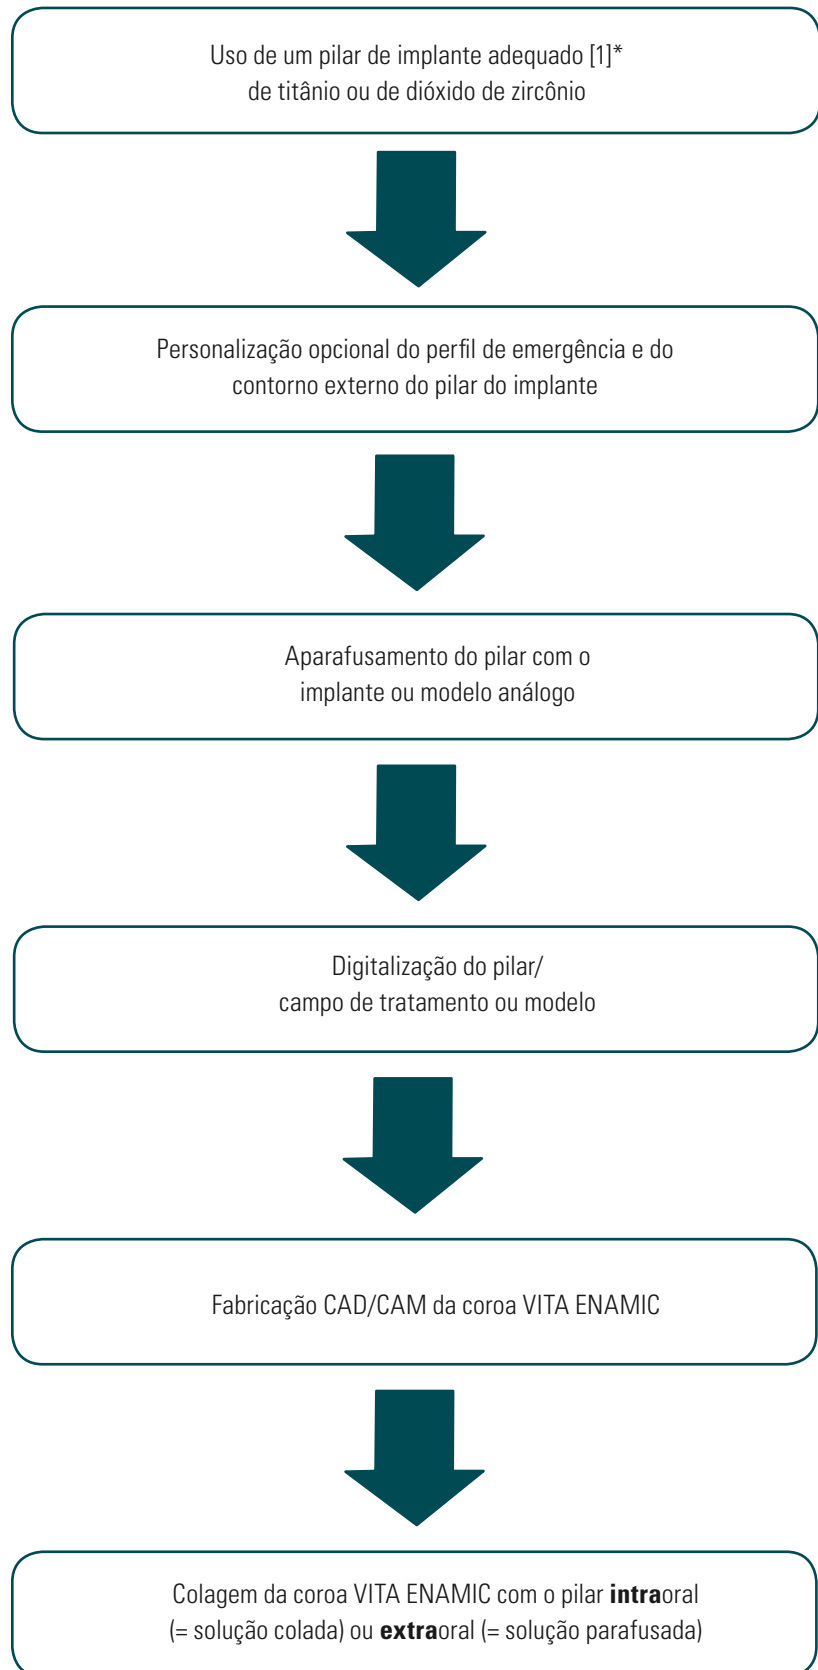 Uso de um pilar de implante adequado [1]*
de titânio ou de dióxido de zircônio
Personalização opcional do perfil de emergência e do
contorno externo do pilar do implante
Aparafusamento do pilar com o
implante ou modelo análogo
Digitalização do pilar/
campo de tratamento ou modelo
Fabricação CAD/CAM da coroa VITA ENAMIC
Colagem da coroa VITA ENAMIC com o pilar intraoral
(= solução colada) ou extraoral (= solução parafusada)